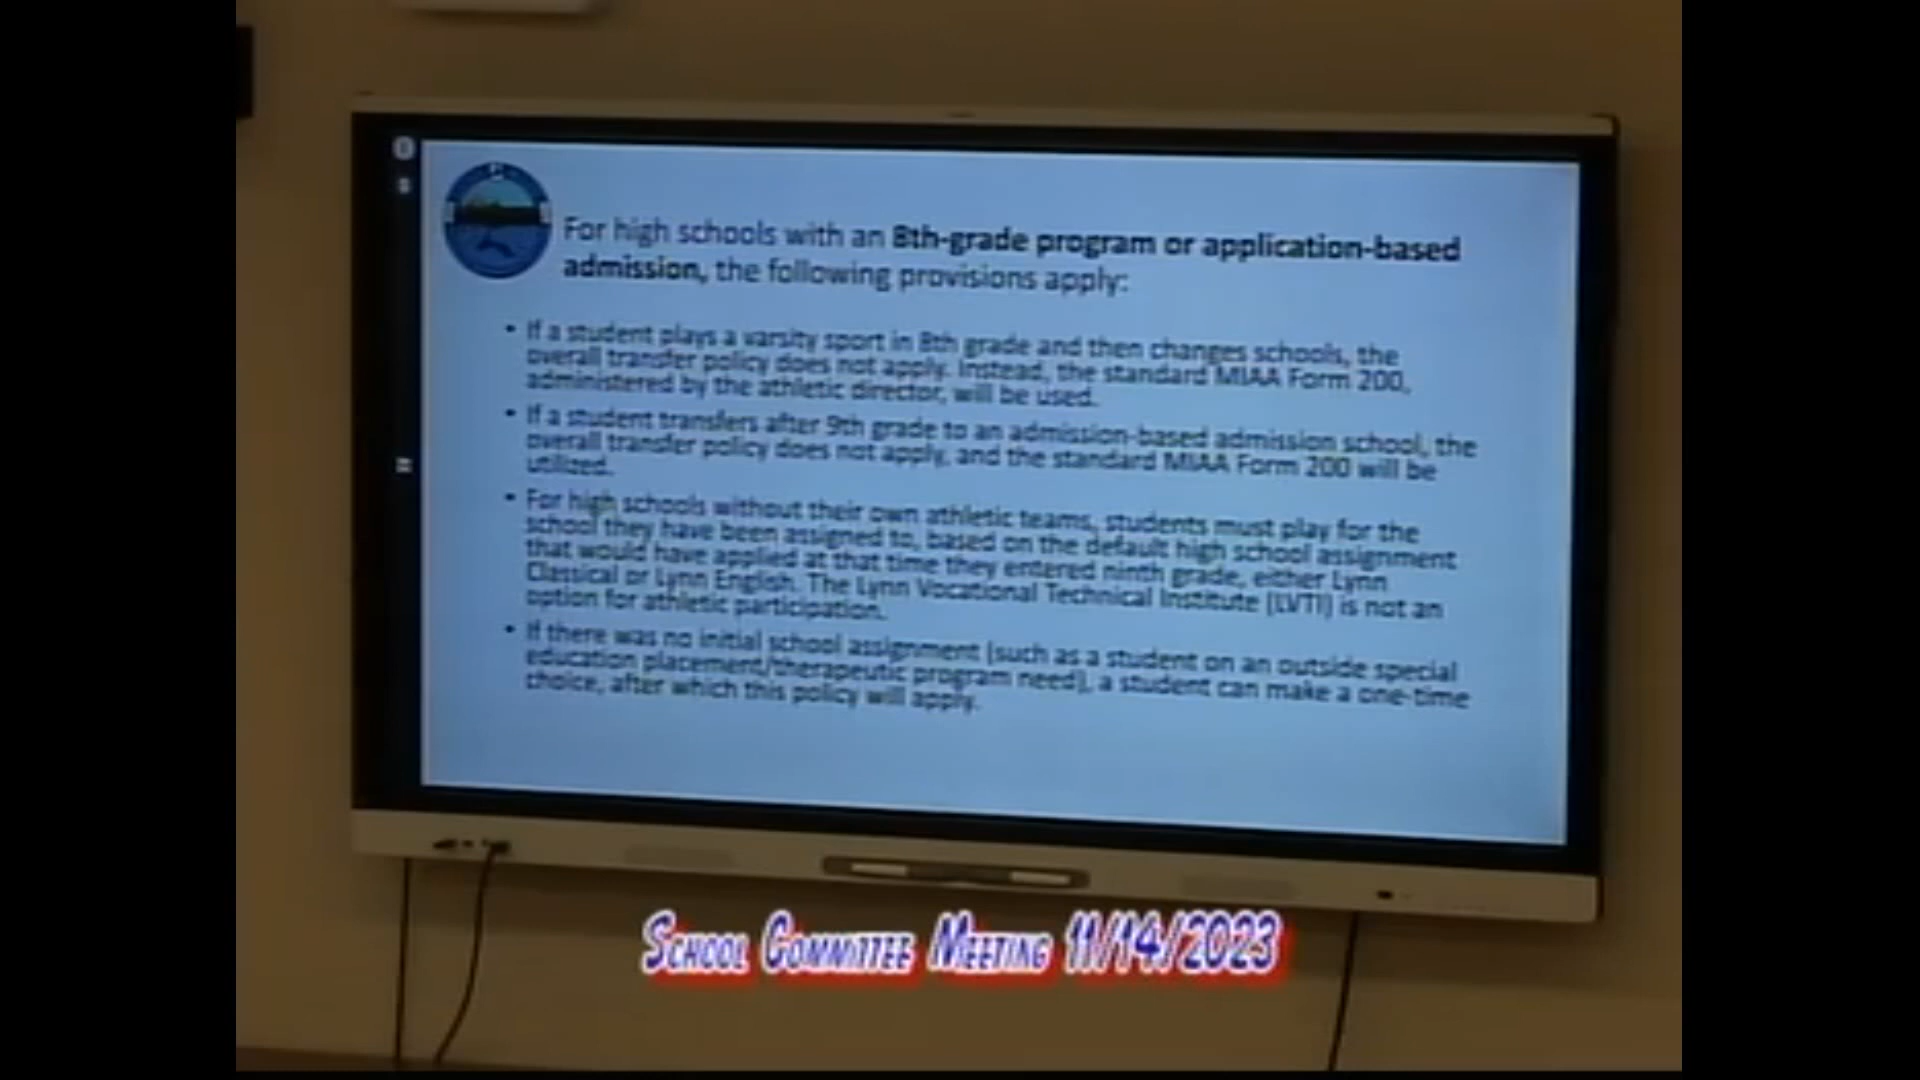 For high schools with an 8th-grade program or application-based
admission, the following provisions apply:
• If a student plays a varsity sport in 8th grade and then changes schools, the
overall transfer policy does not apply. Instead, the standard MIAA Form 200,
administered by the athletic director, will be used.
• If a student transfers after 9th grade to an admission-based admission school, the
overall transfer policy does not apply, and the standard MIAA Form 200 will be
utilized.
• For high schools without their own athletic teams, students must play for the
school they have been assigned to, based on the default high school assignment
that would have applied at that time they entered ninth grade, either Lynn
Classical or Lynn English. The Lynn Vocational Technical Institute (LVTI) is not an
option for athletic participation.
• If there was no initial school assignment (such as a student on an outside special
education placement/therapeutic program need), a student can make a one-time
choice, after which this policy will apply.
School Committee Meeting 11/14/2023